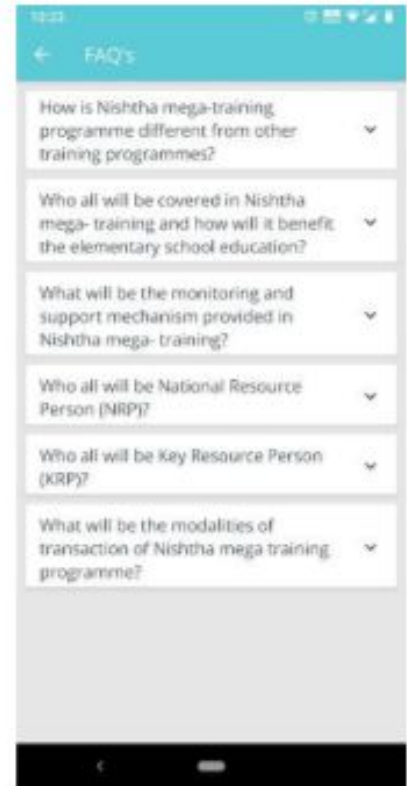 10:23
FAQ's
How is Nishtha mega-training
programme different from other
training programmes?
Who all will be covered in Nishtha
mega- training and how will it benefit
the elementary school education?
What will be the monitoring and
support mechanism provided in
Nishtha mega- training?
Who all will be National Resource
Person (NRP)?
Who all will be Key Resource Person
(KRP)?
What will be the modalities of
transaction of Nishtha mega training
programme?